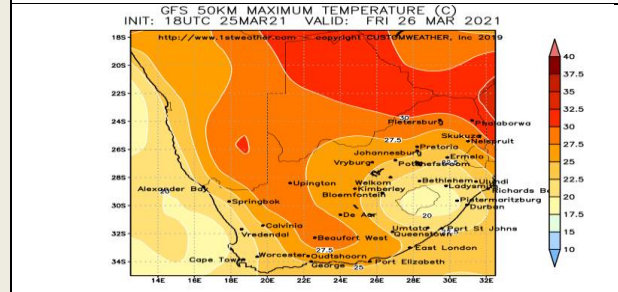 GFS 50KM MAXIMUM TEMPERATURE (C)
INIT: 18UTC 25MAR21 VALID: FRI 26 MAR 2021
http://www.1stweather.com - copyright CUSTOMWEATHER, Inc 2019
18S
20S
22S
24S
26S
28S
30S
32S
34S
30
Pietersburg
Phalaborwa
Skukuza
Nelspruit
27.5
Pretoria
Johannesburg
Ermelo
Vryburg
Potchefstroom
Bethlehem
Ulundi
Welkom
Ladysmith
Upington
Kimberley
Richards B
Alexander Bay
20
Bloemfontein
Springbok
Pietermaritzburg
De Aar
20
Durban
Calvinia
Umtata
Port St Johns
Vredendal
Queenstown
Beaufort West
East London
27.5
Cape Town
Worcester
Oudtshoorn
George
25
Port Elizabeth
14E 16E 18E 20E 22E 24E 26E 28E 30E 32E
40
37.5
35
32.5
30
27.5
25
22.5
20
17.5
15
10